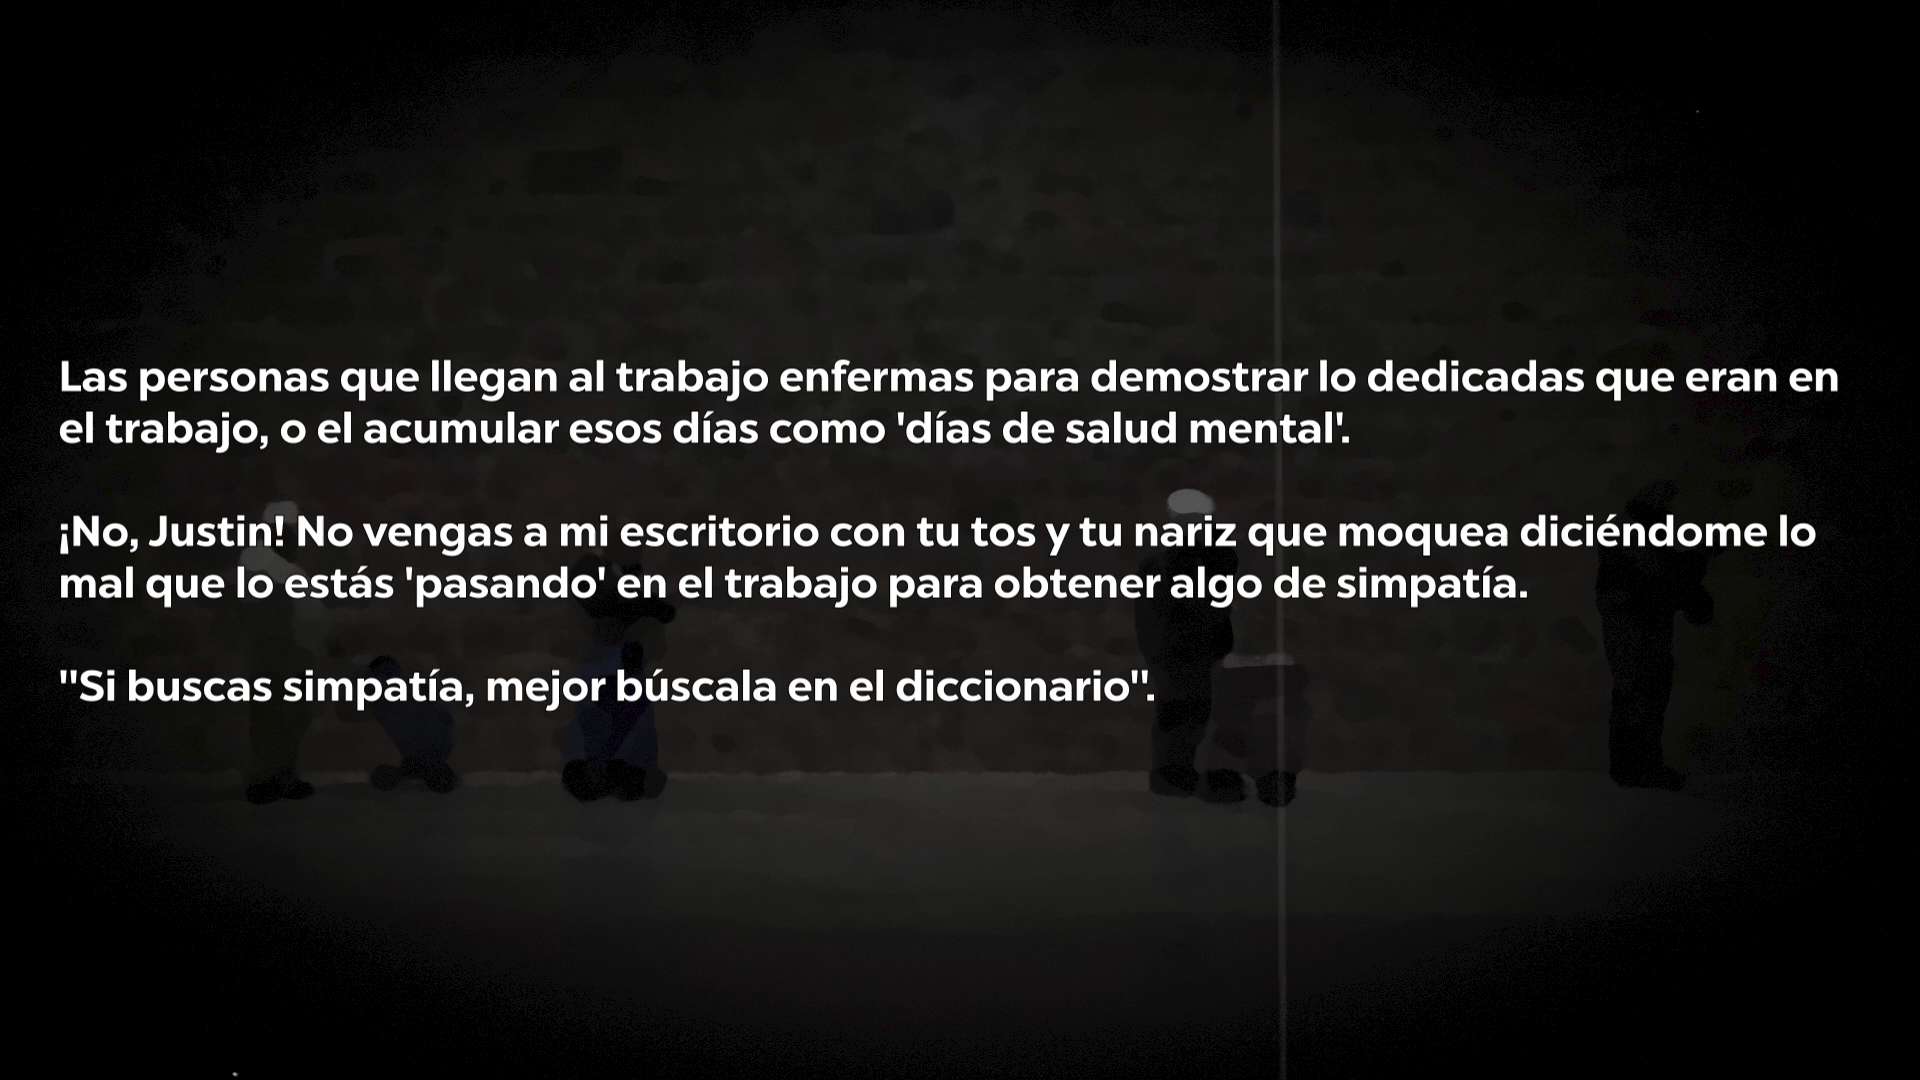 Las personas que llegan al trabajo enfermas para demostrar lo dedicadas que eran en
el trabajo, o el acumular esos días como 'días de salud mental'.
¡No, Justin! No vengas a mi escritorio con tu tos y tu nariz que moquea diciéndome lo
mal que lo estás 'pasando' en el trabajo para obtener algo de simpatía.
"Si buscas simpatía, mejor búscala en el diccionario".